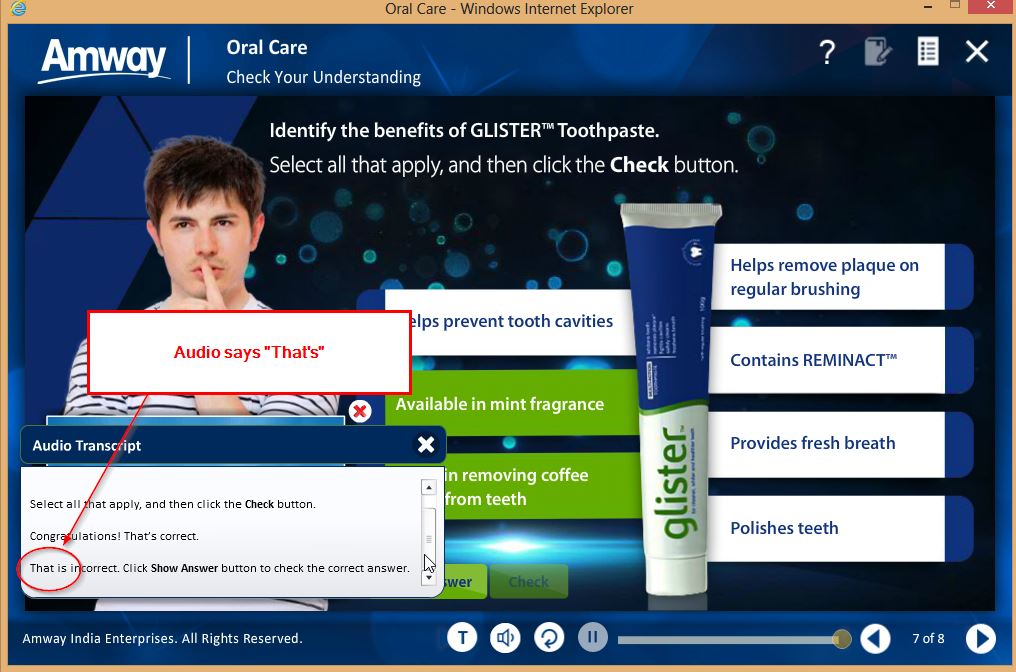 Oral Care - Windows Internet Explorer
Amway
Oral Care
Check Your Understanding
?
Identify the benefits of GLISTER™ Toothpaste.
Select all that apply, and then click the Check button.
Helps remove plaque on
regular brushing
elps prevent tooth cavities
Audio says "That's"
Contains REMINACT™
Available in mint fragrance
Provides fresh breath
Audio Transcript
in removing coffee
from teeth
glister
Polishes teeth
Select all that apply, and then click the Check button.
Congratulations! That's correct.
That is incorrect. Click Show Answer button to check the correct answer.
swer
Check
Amway India Enterprises. All Rights Reserved.
T
7 of 8